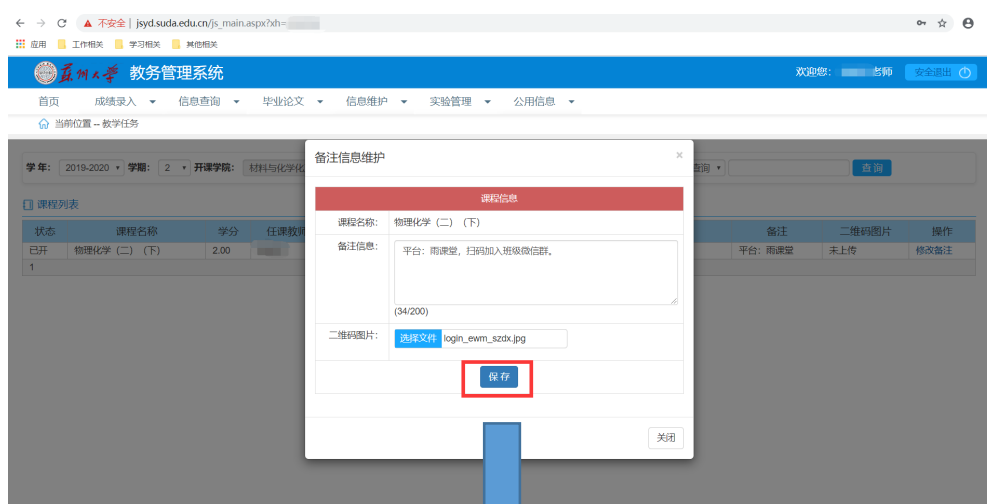 不安全 | jsyd.suda.edu.cn/js_main.aspx?xh=
应用 工作相关 学习相关 其他相关
苏州大学 教务管理系统 欢迎您: 老师 安全退出
首页 成绩录入 信息查询 毕业论文 信息维护 实验管理 公用信息
当前位置 -- 教学任务
备注信息维护 ×
学年: 2019-2020 学期: 2 开课学院: 材料与化学化 查询
课程信息
课程列表
课程名称: 物理化学（二）（下）
状态 课程名称 学分 任课教师 备注 二维码图片 操作
备注信息: 平台：雨课堂，扫码加入班级微信群。
已开 物理化学（二）（下） 2.00 平台：雨课堂 未上传 修改备注
1
(34/200)
二维码图片: 选择文件 login_ewm_szdx.jpg
保存
关闭